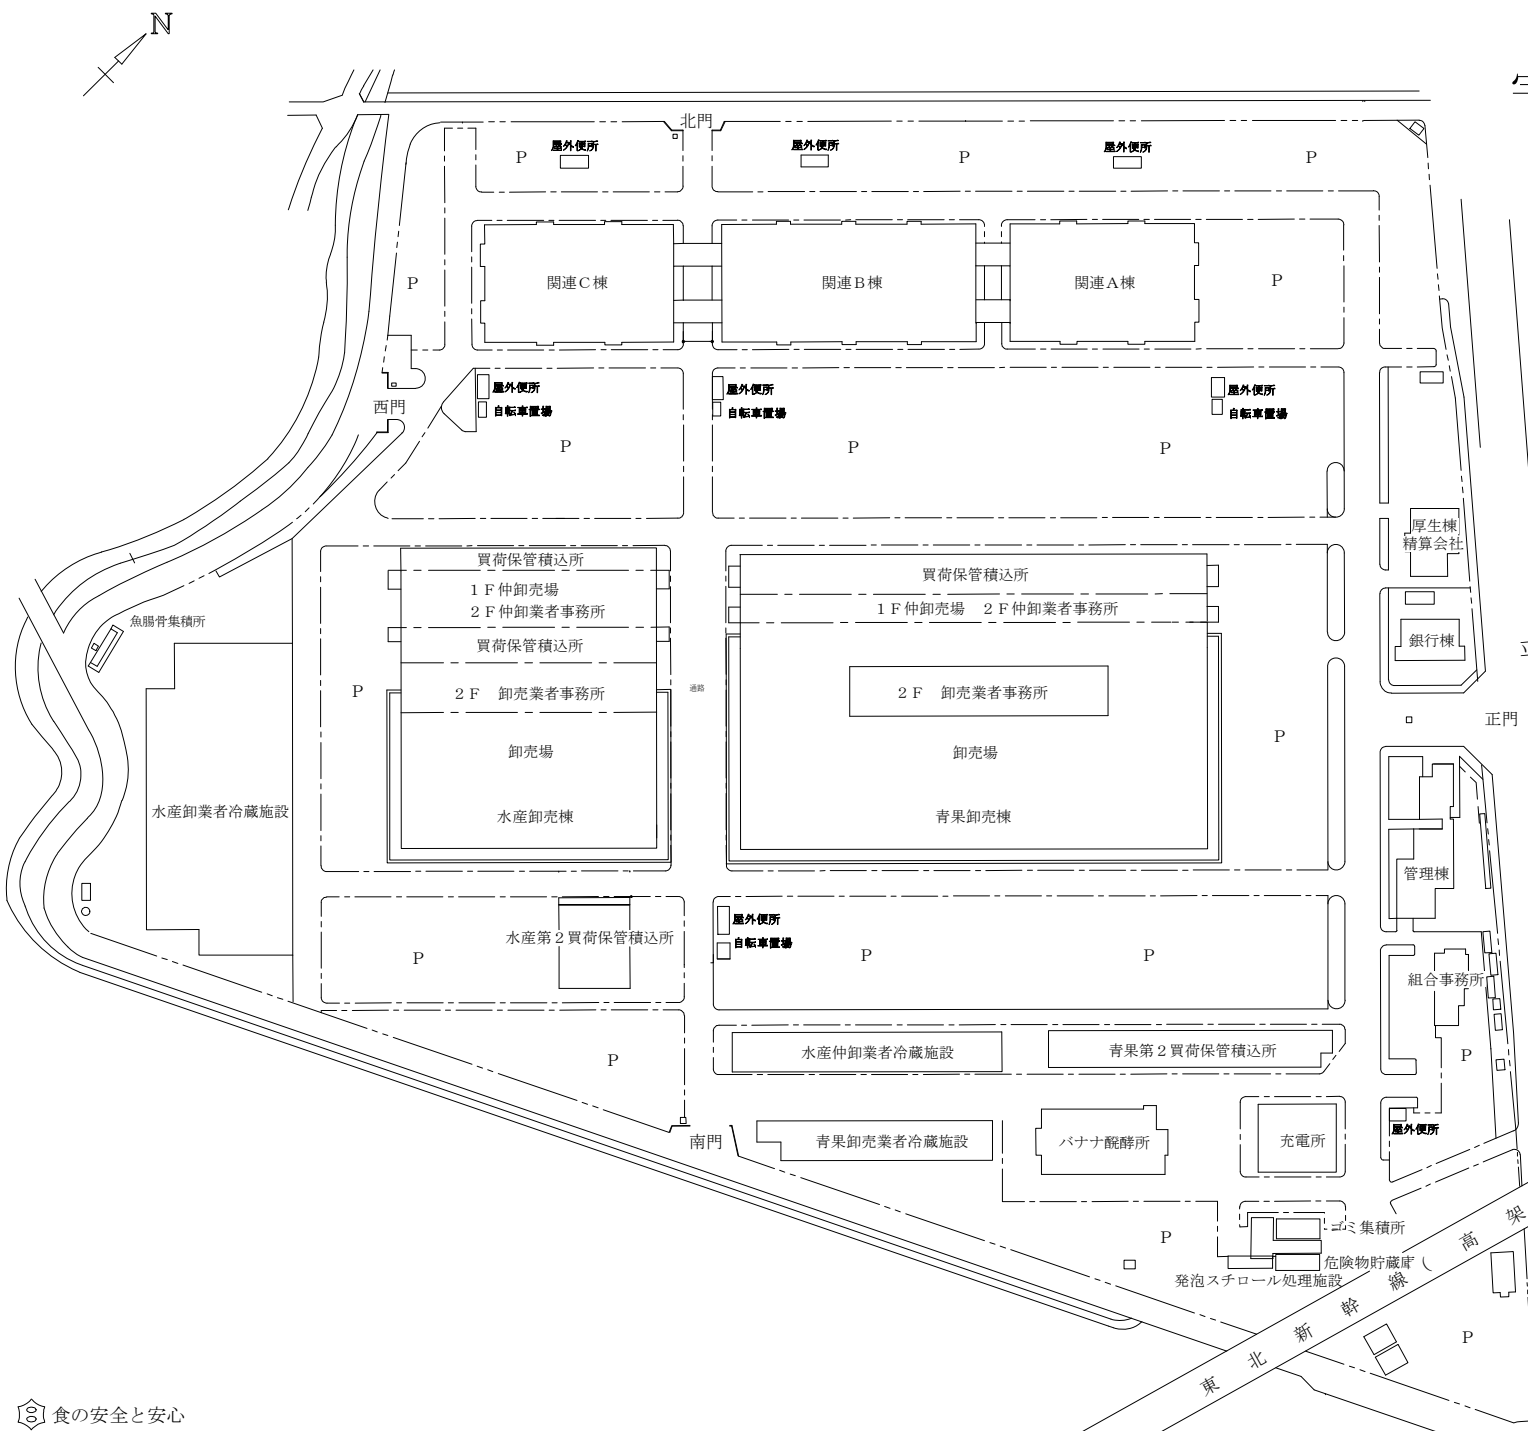 N
北門
屋外便所
屋外便所
屋外便所
P
P
P
関連C棟
関連B棟
関連A棟
P
P
西門
屋外便所
自転車置場
屋外便所
自転車置場
屋外便所
自転車置場
P
P
P
厚生棟
精算会社
買荷保管積込所
1F仲卸売場
2F仲卸業者事務所
買荷保管積込所
2F 卸売業者事務所
卸売場
水産卸売棟
買荷保管積込所
1F仲卸売場 2F仲卸業者事務所
2F 卸売業者事務所
卸売場
青果卸売棟
魚腸骨集積所
P
通路
P
銀行棟
正門
水産卸業者冷蔵施設
管理棟
水産第2買荷保管積込所
P
屋外便所
自転車置場
P
P
組合事務所
P
水産仲卸業者冷蔵施設
青果第2買荷保管積込所
P
南門
青果卸売業者冷蔵施設
バナナ醗酵所
充電所
屋外便所
P
ゴミ集積所
危険物貯蔵庫
発泡スチロール処理施設
東北新幹線(高架
P
食の安全と安心